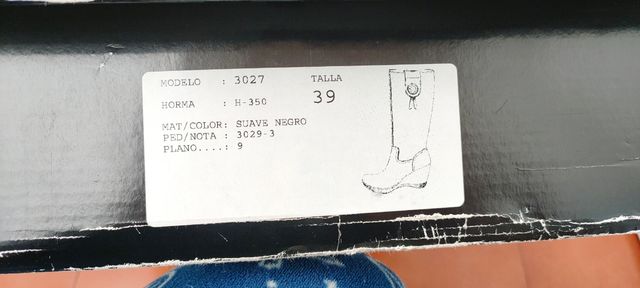 MODELO : 3027 TALLA
HORMA : H-350 39
MAT/COLOR: SUAVE NEGRO
PED/NOTA : 3029-3
PLANO....: 9